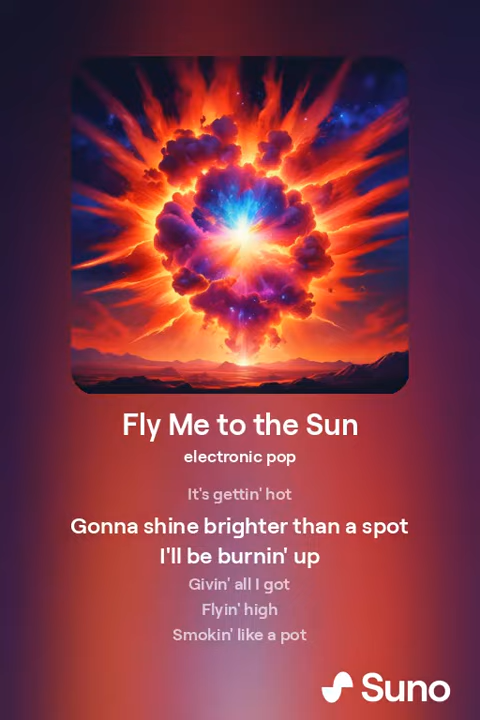 Fly Me to the Sun
electronic pop
It's gettin' hot
Gonna shine brighter than a spot
I'll be burnin' up
Givin' all I got
Flyin' high
Smokin' like a pot
Suno